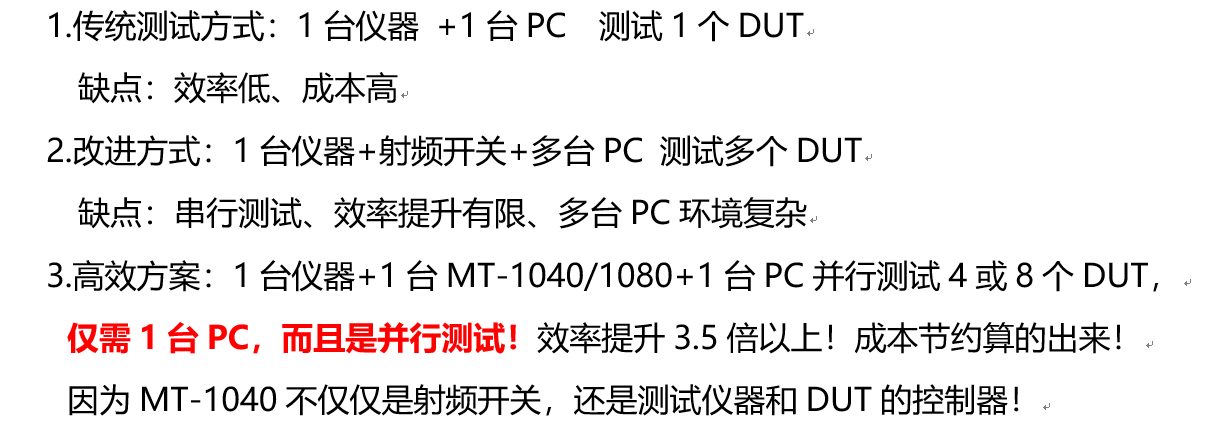 1.传统测试方式：1 台仪器 +1 台 PC 测试 1 个 DUT
缺点：效率低、成本高
2.改进方式：1 台仪器+射频开关+多台 PC 测试多个 DUT
缺点：串行测试、效率提升有限、多台 PC 环境复杂
3.高效方案：1 台仪器+1 台 MT-1040/1080+1 台 PC 并行测试 4 或 8 个 DUT，
仅需 1 台 PC，而且是并行测试！效率提升 3.5 倍以上！成本节约算的出来！
因为 MT-1040 不仅仅是射频开关，还是测试仪器和 DUT 的控制器！